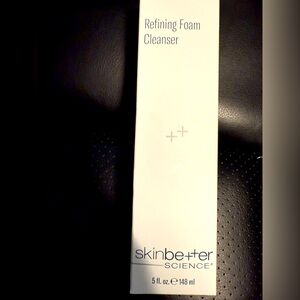 Refining Foam
Cleanser
skinbetter
SCIENCE®
5 fl. oz. ℮ 148 ml